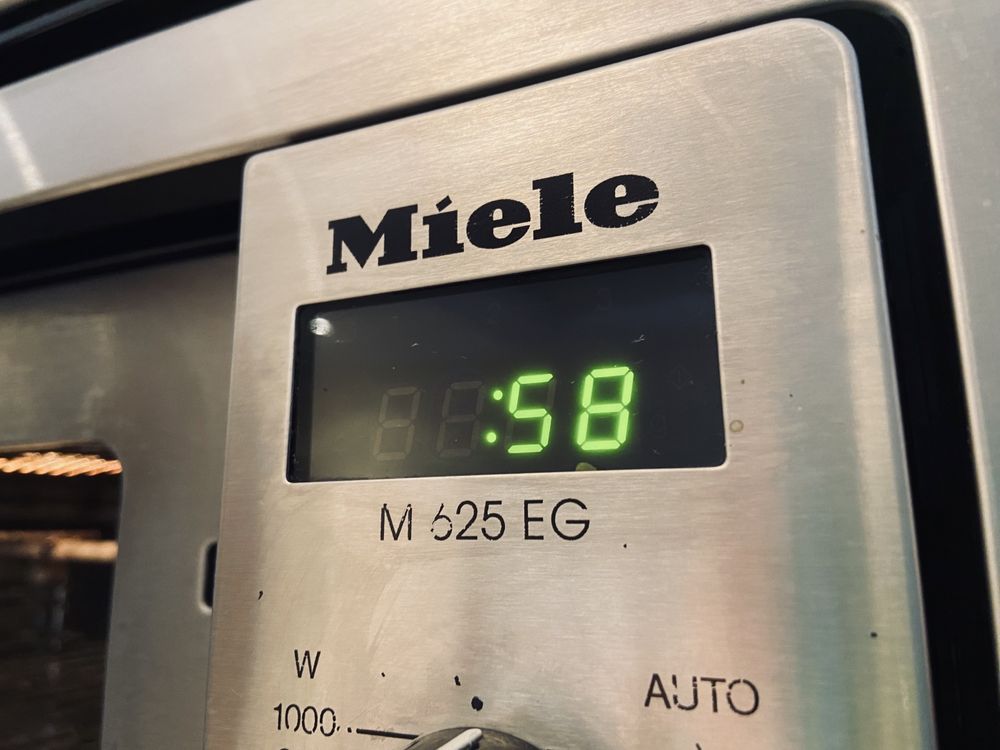 Miele
:58
M 625 EG
W
AUTO
1000